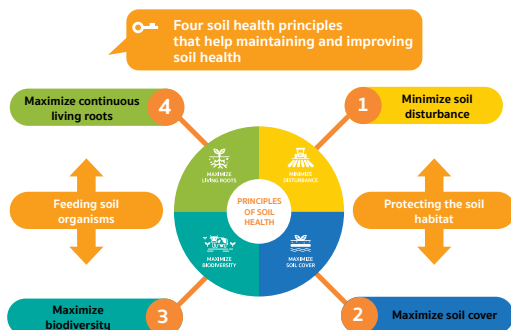 Four soil health principles
that help maintaining and improving
soil health
Maximize continuous
living roots
4
1
Minimize soil
disturbance
MAXIMIZE
LIVING ROOTS
MINIMIZE
DISTURBANCE
Feeding soil
organisms
PRINCIPLES
OF SOIL
HEALTH
Protecting the soil
habitat
MAXIMIZE
BIODIVERSITY
MAXIMIZE
SOIL COVER
Maximize
biodiversity
3
2
Maximize soil cover